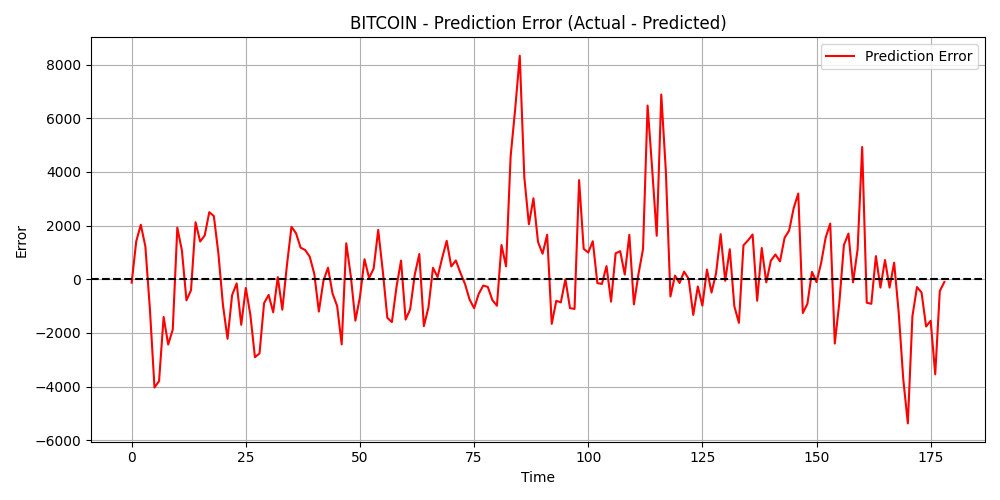 BITCOIN - Prediction Error (Actual - Predicted)
Prediction Error
Error
8000
6000
4000
2000
0
−2000
−4000
−6000
0 25 50 75 100 125 150 175
Time